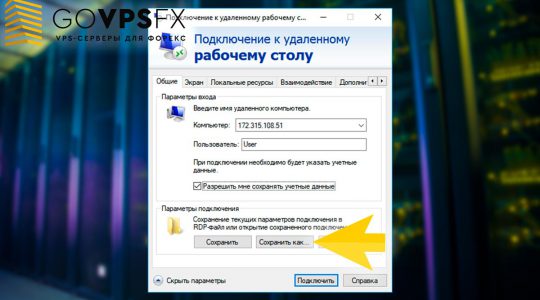 GOVPSFX
VPS-СЕРВЕРЫ ДЛЯ ФОРЕКС
Подключение к удаленному рабочему с...
Подключение к удаленному
рабочему столу
Общие Экран Локальные ресурсы Взаимодействие Дополни
Параметры входа
Введите имя удаленного компьютера.
Компьютер: 172.315.108.51
Пользователь: User
При подключении необходимо будет указать учетные
данные.
Разрешить мне сохранять учетные данные
Параметры подключения
Сохранение текущих параметров подключения в
RDP-файл или открытие сохраненного
Сохранить Сохранить как...
Скрыть параметры Подключить Справка